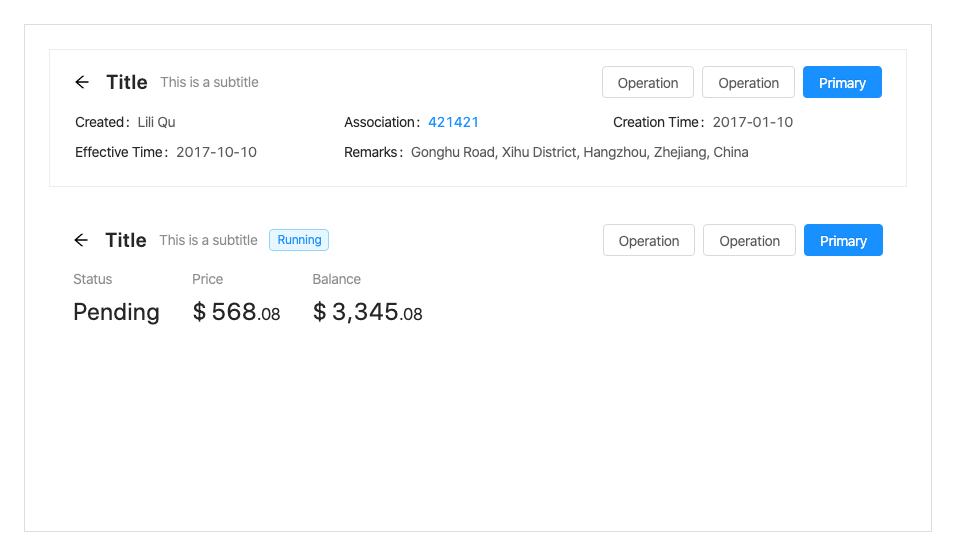 Title This is a subtitle Operation Operation Primary
Created: Lili Qu Association: 421421 Creation Time: 2017-01-10
Effective Time: 2017-10-10 Remarks: Gonghu Road, Xihu District, Hangzhou, Zhejiang, China
Title This is a subtitle Running Operation Operation Primary
Status Price Balance
Pending $ 568.08 $ 3,345.08